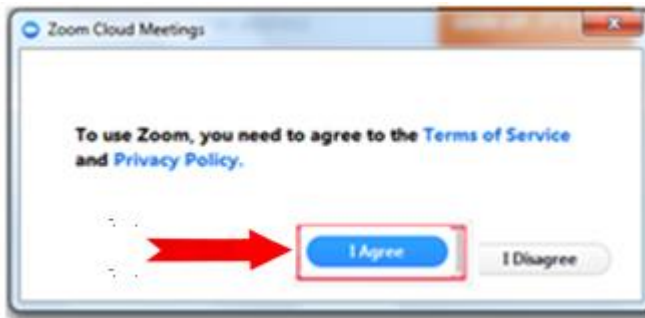 Zoom Cloud Meetings
To use Zoom, you need to agree to the Terms of Service
and Privacy Policy.
I Agree
I Disagree